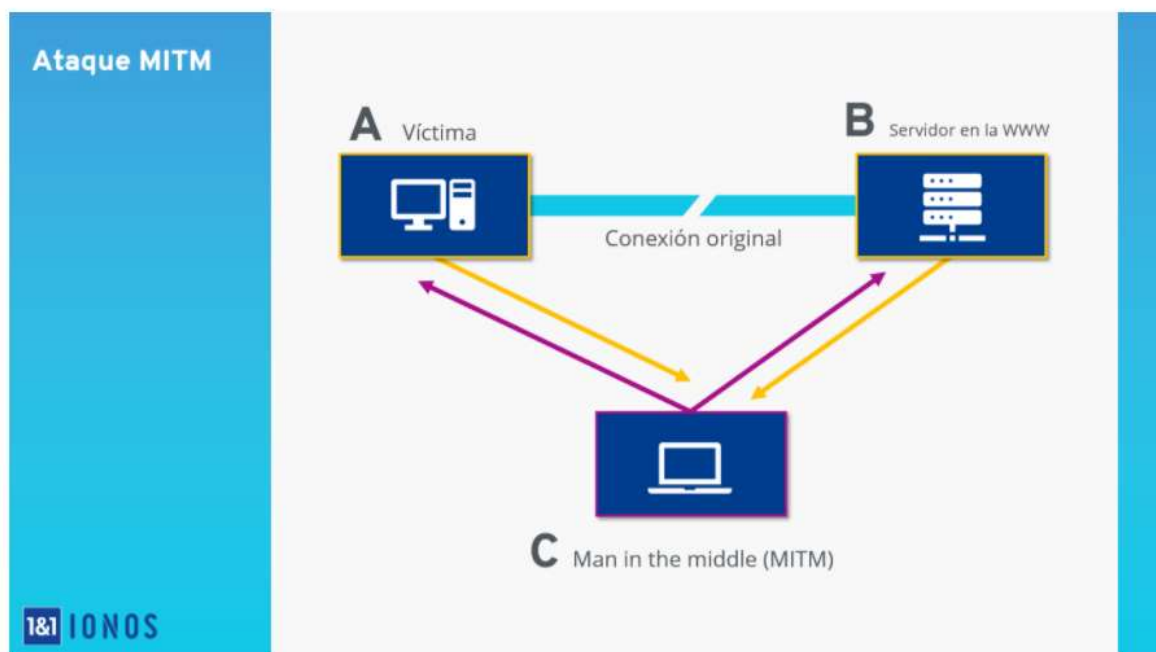 Ataque MITM
A Víctima
B Servidor en la WWW
Conexión original
C Man in the middle (MITM)
1&1 IONOS